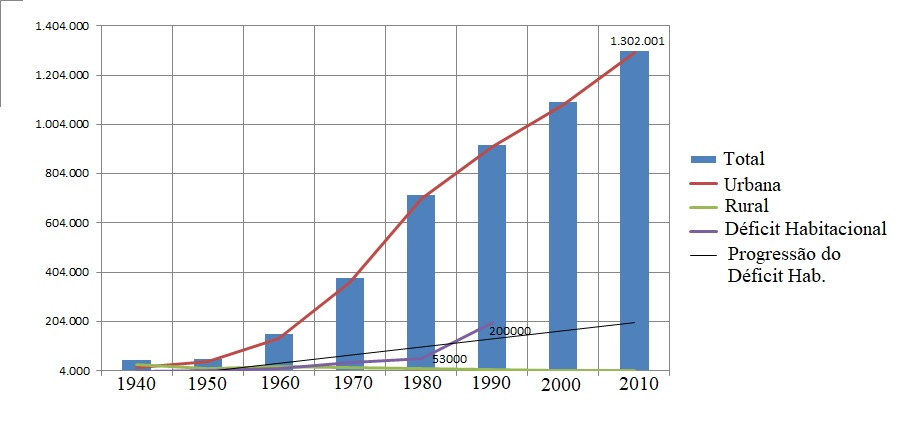 1.404.000
1.204.000
1.004.000
804.000
604.000
404.000
204.000
4.000
1.302.001
200000
53000
1940 1950 1960 1970 1980 1990 2000 2010
Total
Urbana
Rural
Déficit Habitacional
Progressão do
Déficit Hab.